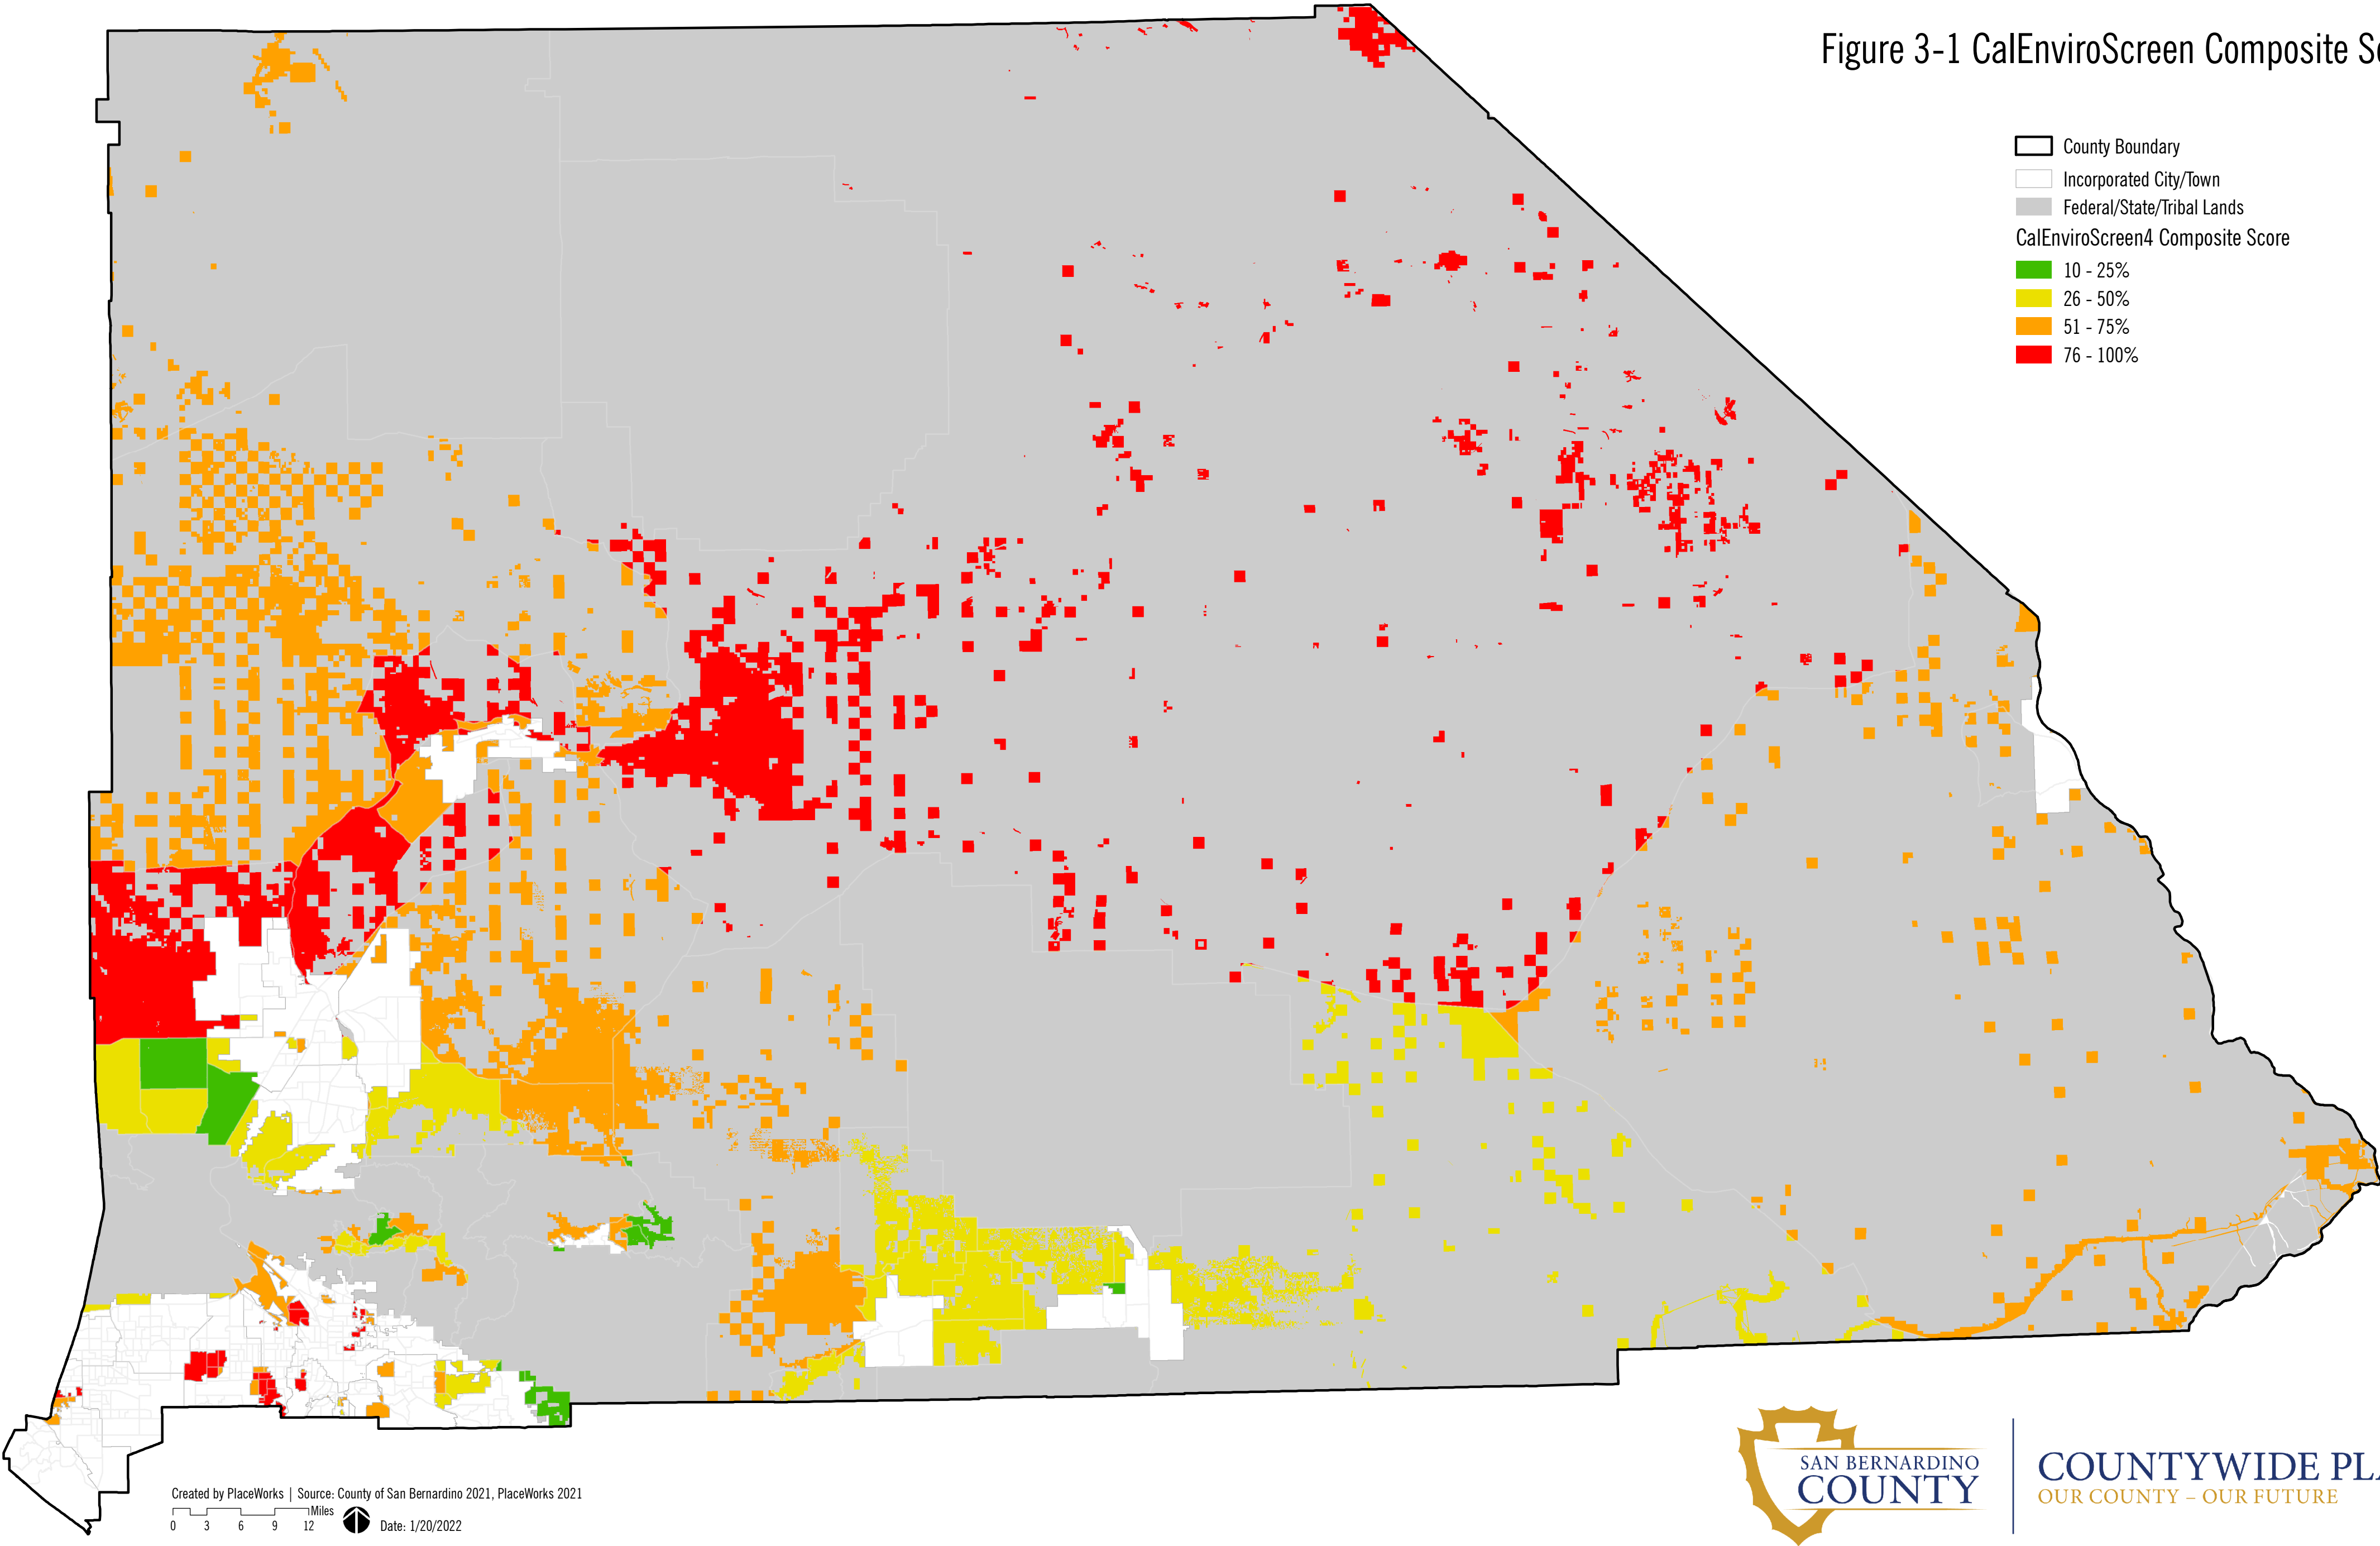 Figure 3-1 CalEnviroScreen Composite
County Boundary
Incorporated City/Town
Federal/State/Tribal Lands
CalEnviroScreen4 Composite Score
10 - 25%
26 - 50%
51 - 75%
76 - 100%
SAN BERNARDINO
COUNTY
COUNTYWIDE
OUR COUNTY – OUR FUTURE
Created by PlaceWorks | Source: County of San Bernardino 2021, PlaceWorks 2021
Miles
0 3 6 9 12
Date: 1/20/2022